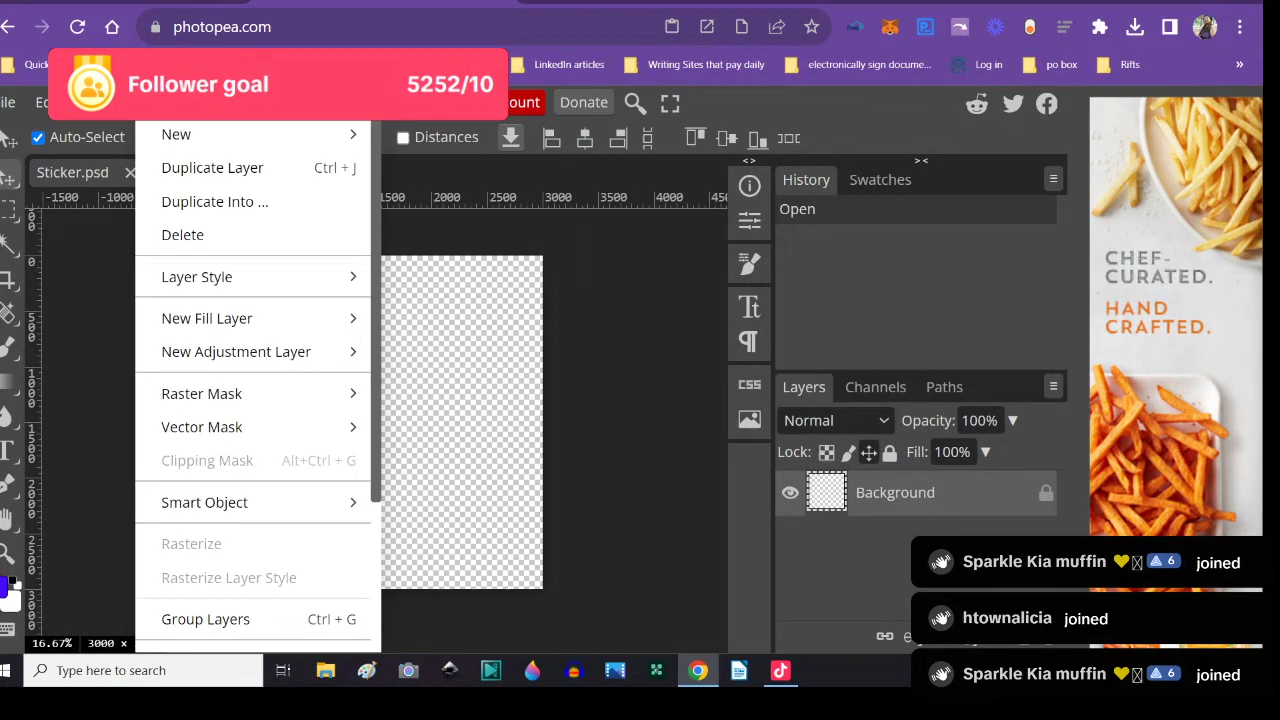 photopea.com
Quick
LinkedIn articles
Writing Sites that pay daily
electronically sign docume...
Log in
po box
Rifts
»
Follower goal 5252/10
ile
Ed
ount
Donate
Auto-Select
Distances
Sticker.psd
-1500 -1000 1500 2000 2500 3000 3500 4000
New
Duplicate Layer Ctrl + J
Duplicate Into ...
Delete
Layer Style
New Fill Layer
New Adjustment Layer
Raster Mask
Vector Mask
Clipping Mask Alt+Ctrl + G
Smart Object
Rasterize
Rasterize Layer Style
Group Layers Ctrl + G
16.67% 3000 ×
< >
> <
History Swatches
Open
CSS
Layers Channels Paths
Normal Opacity: 100%
Lock: Fill: 100%
Background
CHEF-
CURATED.
HAND
CRAFTED.
Sparkle Kia muffin 6 joined
htownalicia joined
Sparkle Kia muffin 6 joined
Type here to search